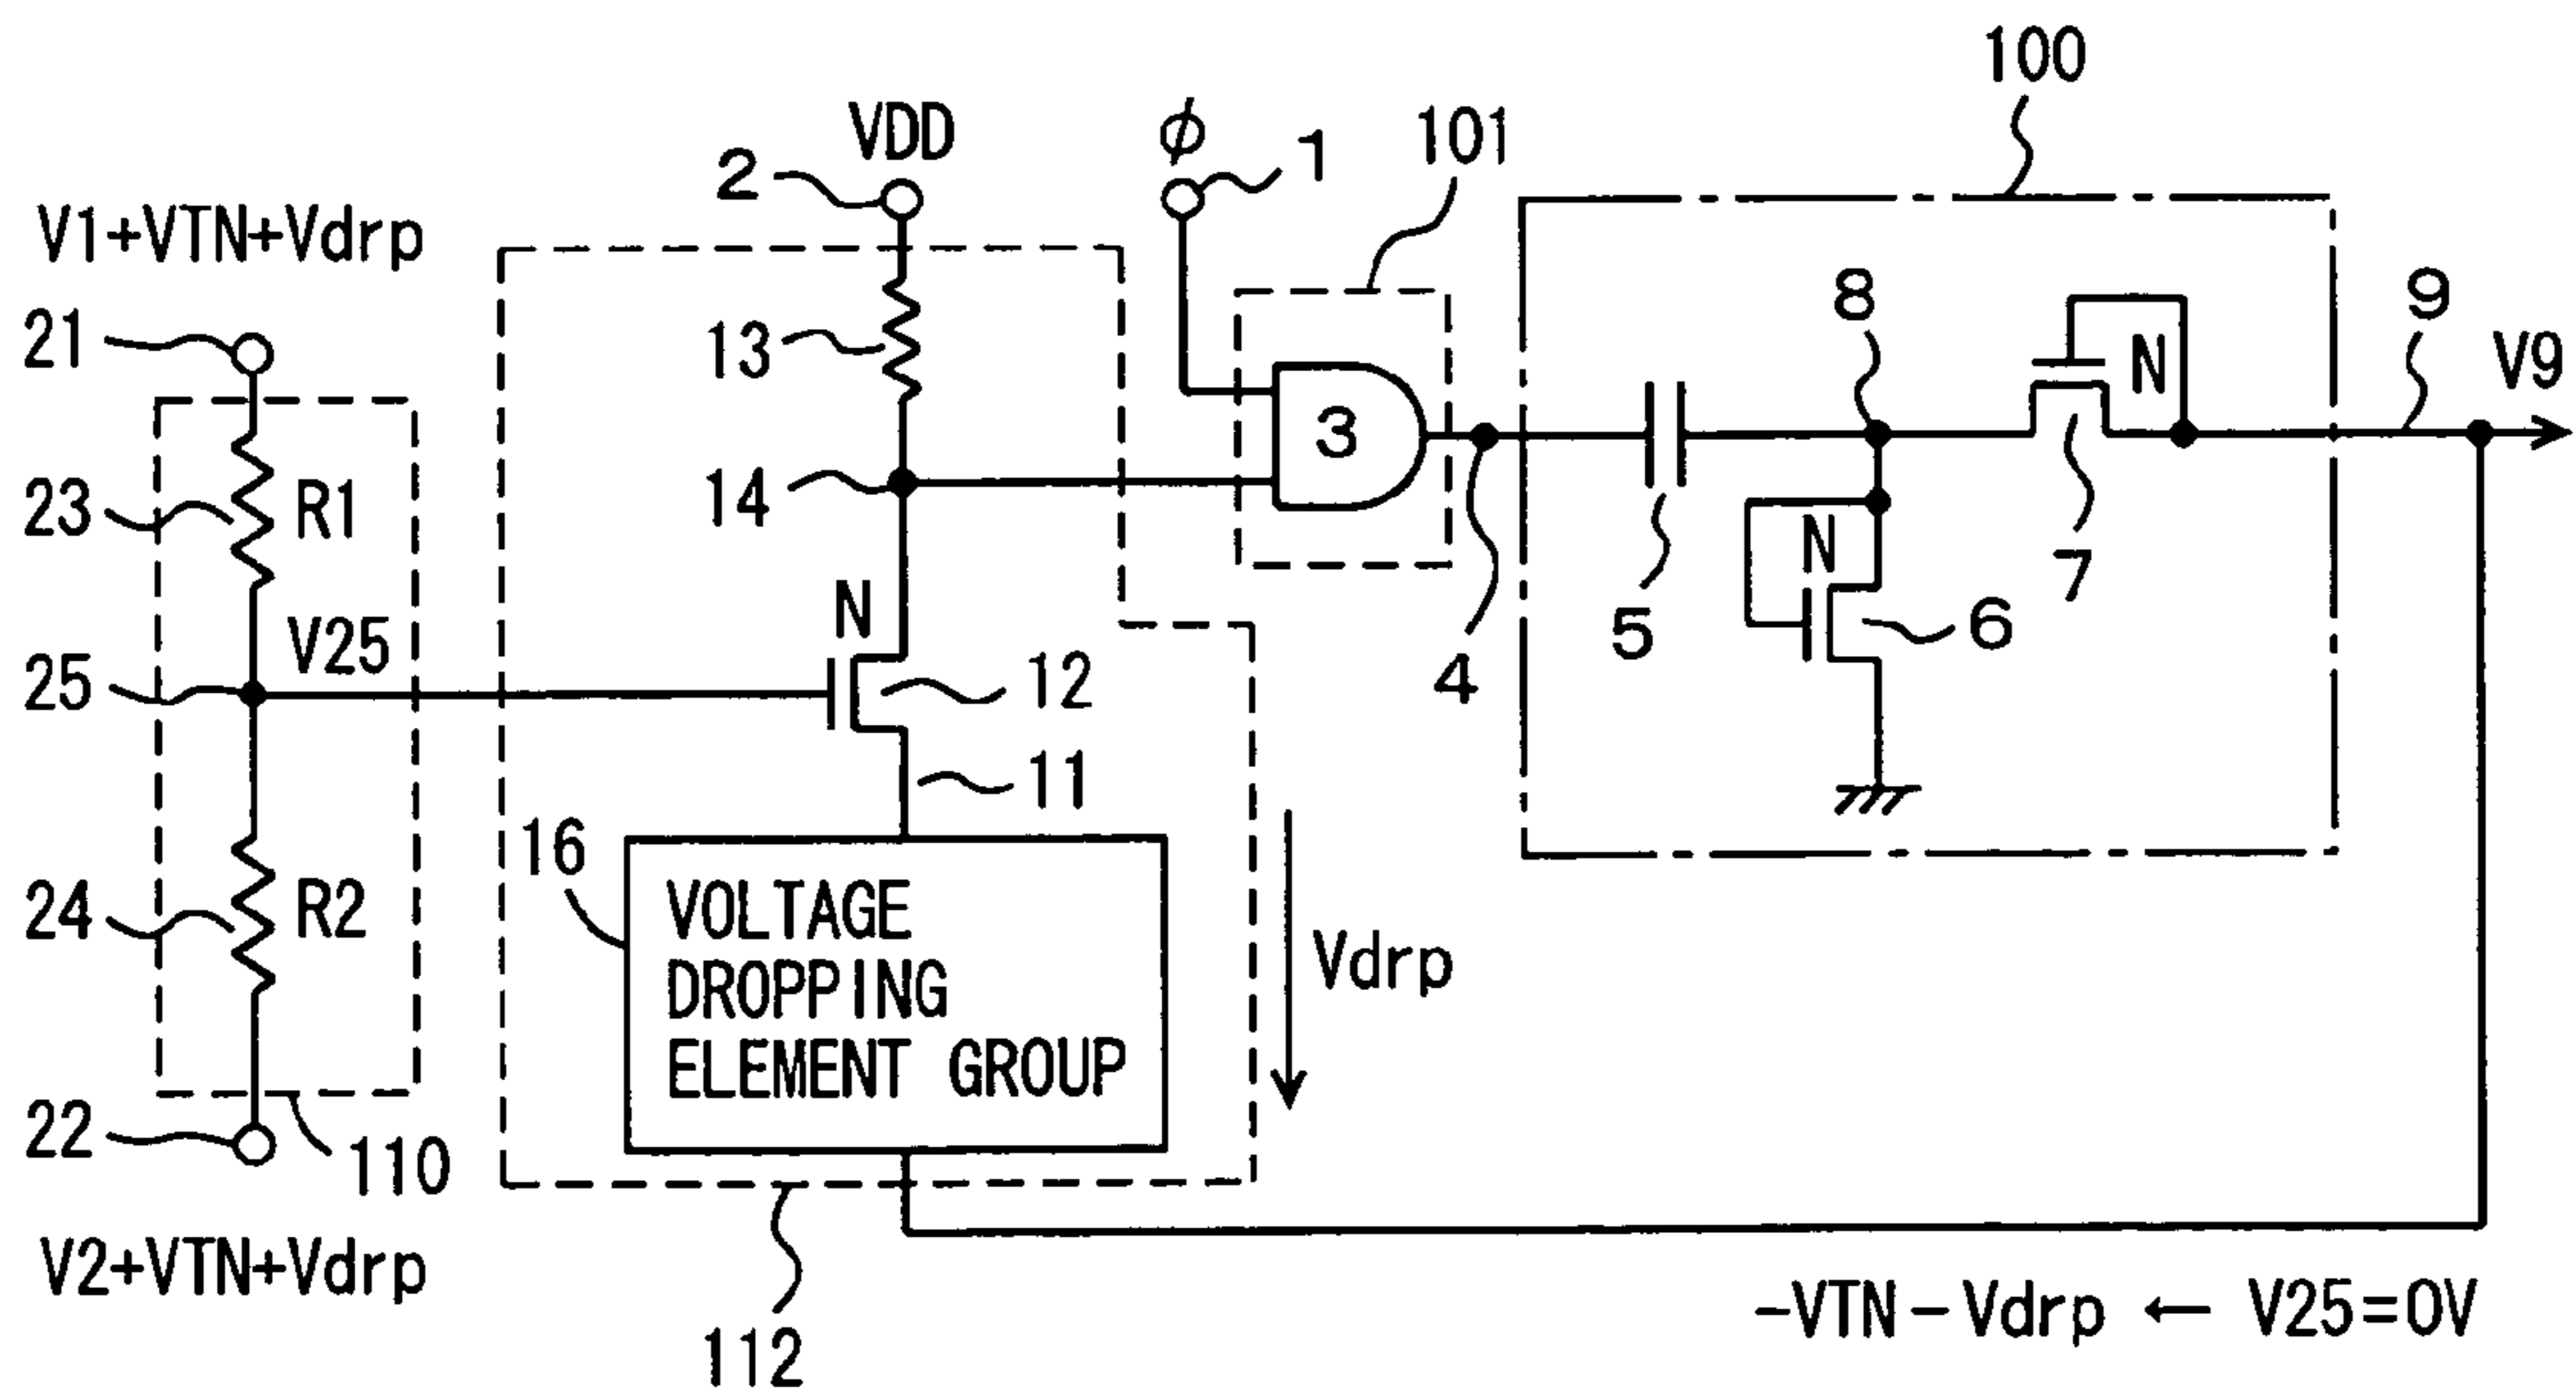 100
VDD
φ
1
101
2
V1+VTN+Vdrp
21
13
8
N
9
V9
3
23
R1
14
N
5
6
7
25
V25
N
12
4
11
16
VOLTAGE
DROPPING
ELEMENT GROUP
Vdrp
24
R2
22
110
V2+VTN+Vdrp
112
-VTN-Vdrp ← V25=0V